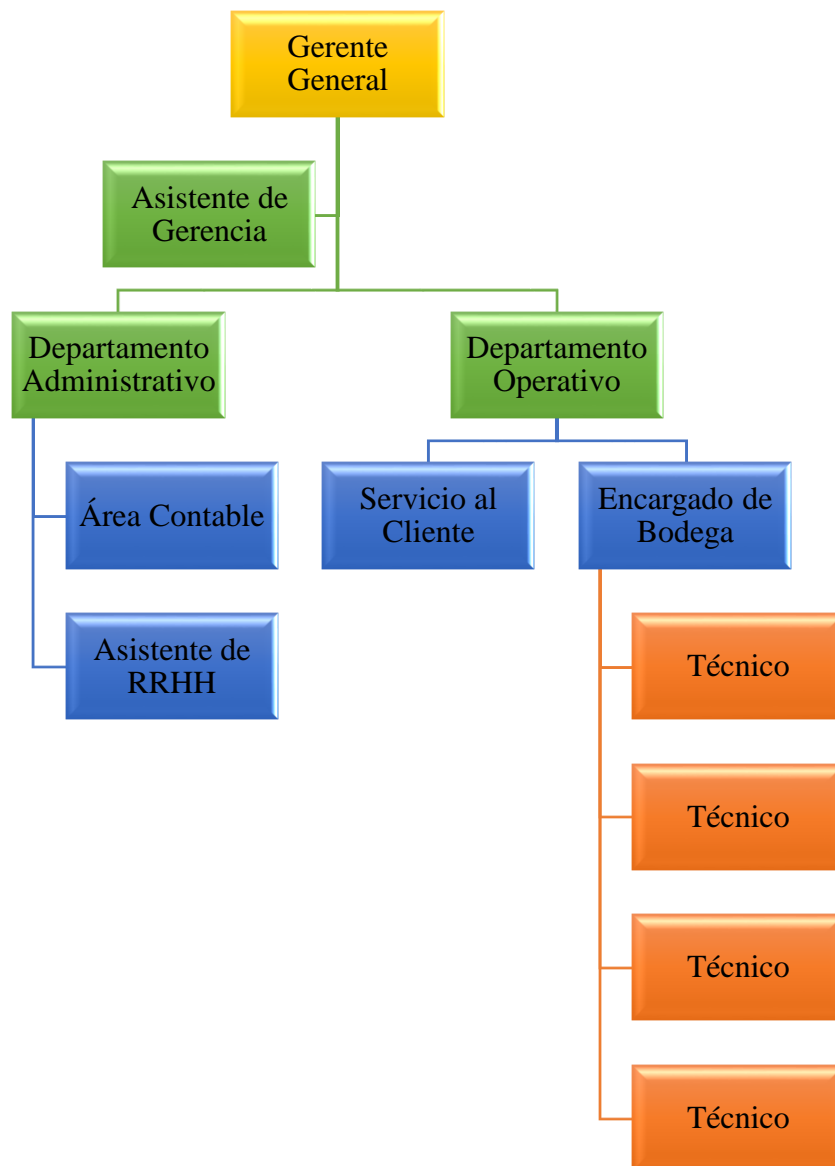 Gerente
General
Asistente de
Gerencia
Departamento
Administrativo
Departamento
Operativo
Área Contable
Servicio al
Cliente
Encargado de
Bodega
Asistente de
RRHH
Técnico
Técnico
Técnico
Técnico